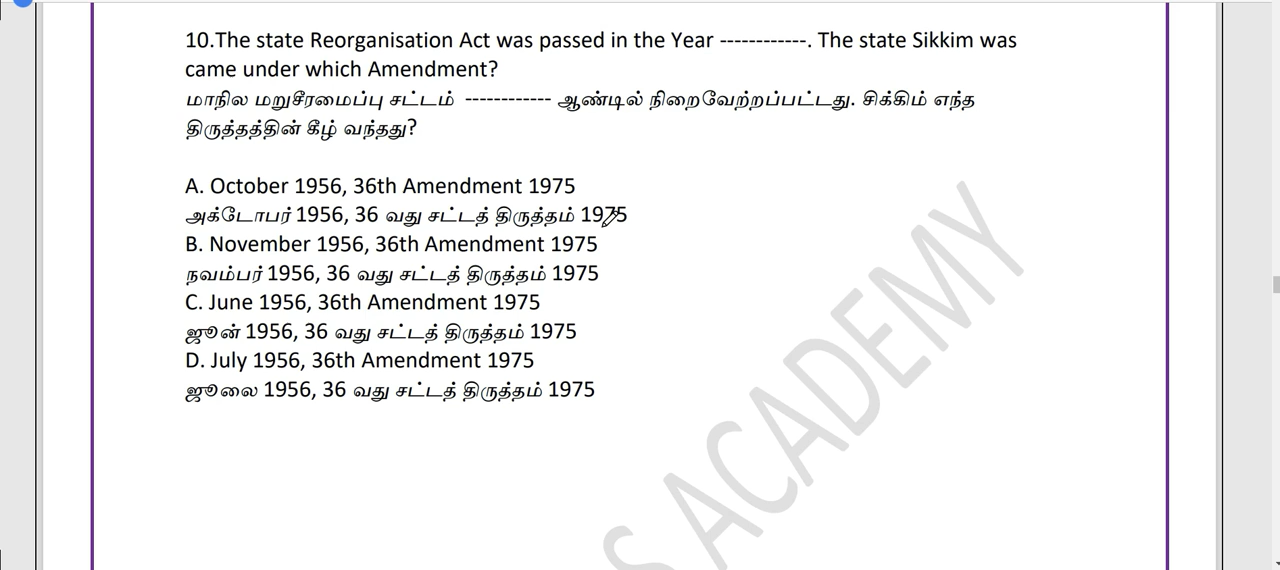 10.The state Reorganisation Act was passed in the Year ------------. The state Sikkim was
came under which Amendment?
மாநில மறுசீரமைப்பு சட்டம் ------------ ஆண்டில் நிறைவேற்றப்பட்டது. சிக்கிம் எந்த
திருத்தத்தின் கீழ் வந்தது?
A. October 1956, 36th Amendment 1975
அக்டோபர் 1956, 36 வது சட்டத் திருத்தம் 1975
B. November 1956, 36th Amendment 1975
நவம்பர் 1956, 36 வது சட்டத் திருத்தம் 1975
C. June 1956, 36th Amendment 1975
ஜூன் 1956, 36 வது சட்டத் திருத்தம் 1975
D. July 1956, 36th Amendment 1975
ஜூலை 1956, 36 வது சட்டத் திருத்தம் 1975
S ACADEMY